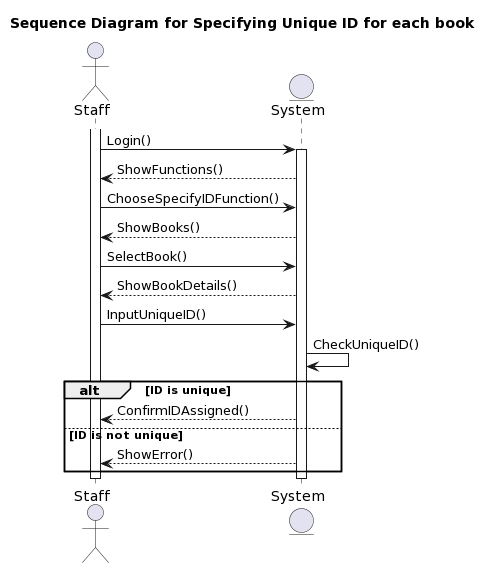 Sequence Diagram for Specifying Unique ID for each book
Staff
System
Login()
ShowFunctions()
ChooseSpecifyIDFunction()
ShowBooks()
SelectBook()
ShowBookDetails()
InputUniqueID()
CheckUniqueID()
alt [ID is unique]
ConfirmIDAssigned()
[ID is not unique]
ShowError()
Staff
System